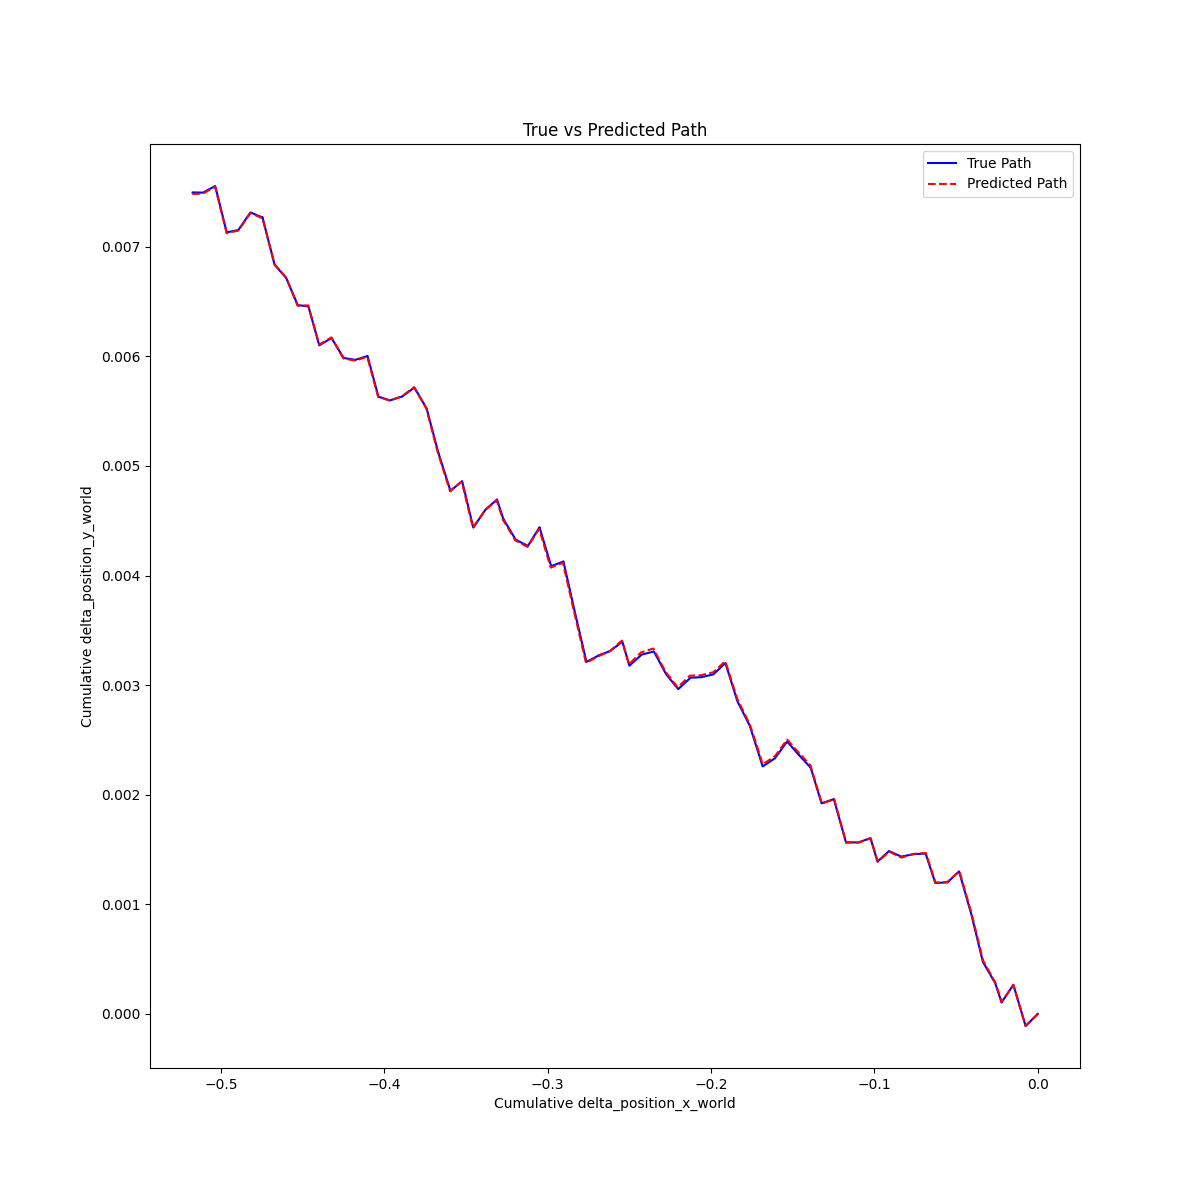 True vs Predicted Path
True Path
Predicted Path
0.007
0.006
0.005
0.004
0.003
0.002
0.001
0.000
Cumulative delta_position_y_world
−0.5
−0.4
−0.3
−0.2
−0.1
0.0
Cumulative delta_position_x_world